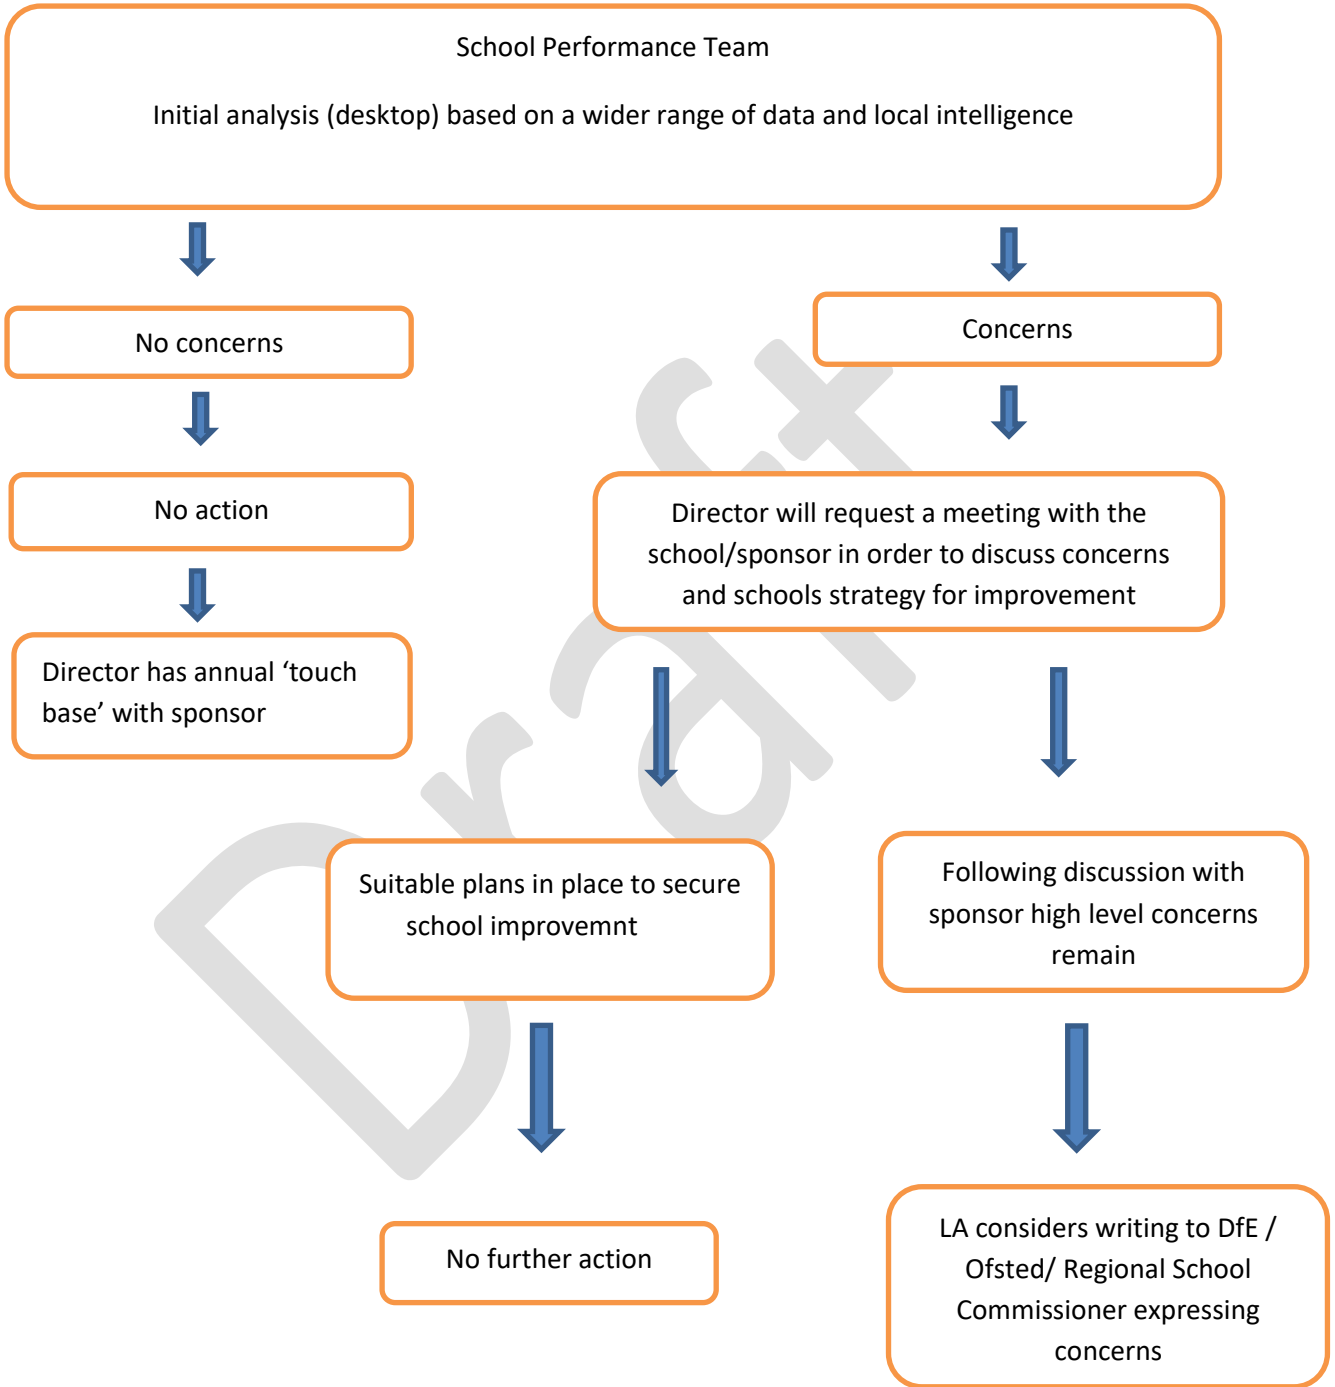 School Performance Team
Initial analysis (desktop) based on a wider range of data and local intelligence
No concerns
Concerns
No action
Director will request a meeting with the
school/sponsor in order to discuss concerns
and schools strategy for improvement
Director has annual ‘touch
base’ with sponsor
Suitable plans in place to secure
school improvemnt
Following discussion with
sponsor high level concerns
remain
No further action
LA considers writing to DfE /
Ofsted/ Regional School
Commissioner expressing
concerns
Draft